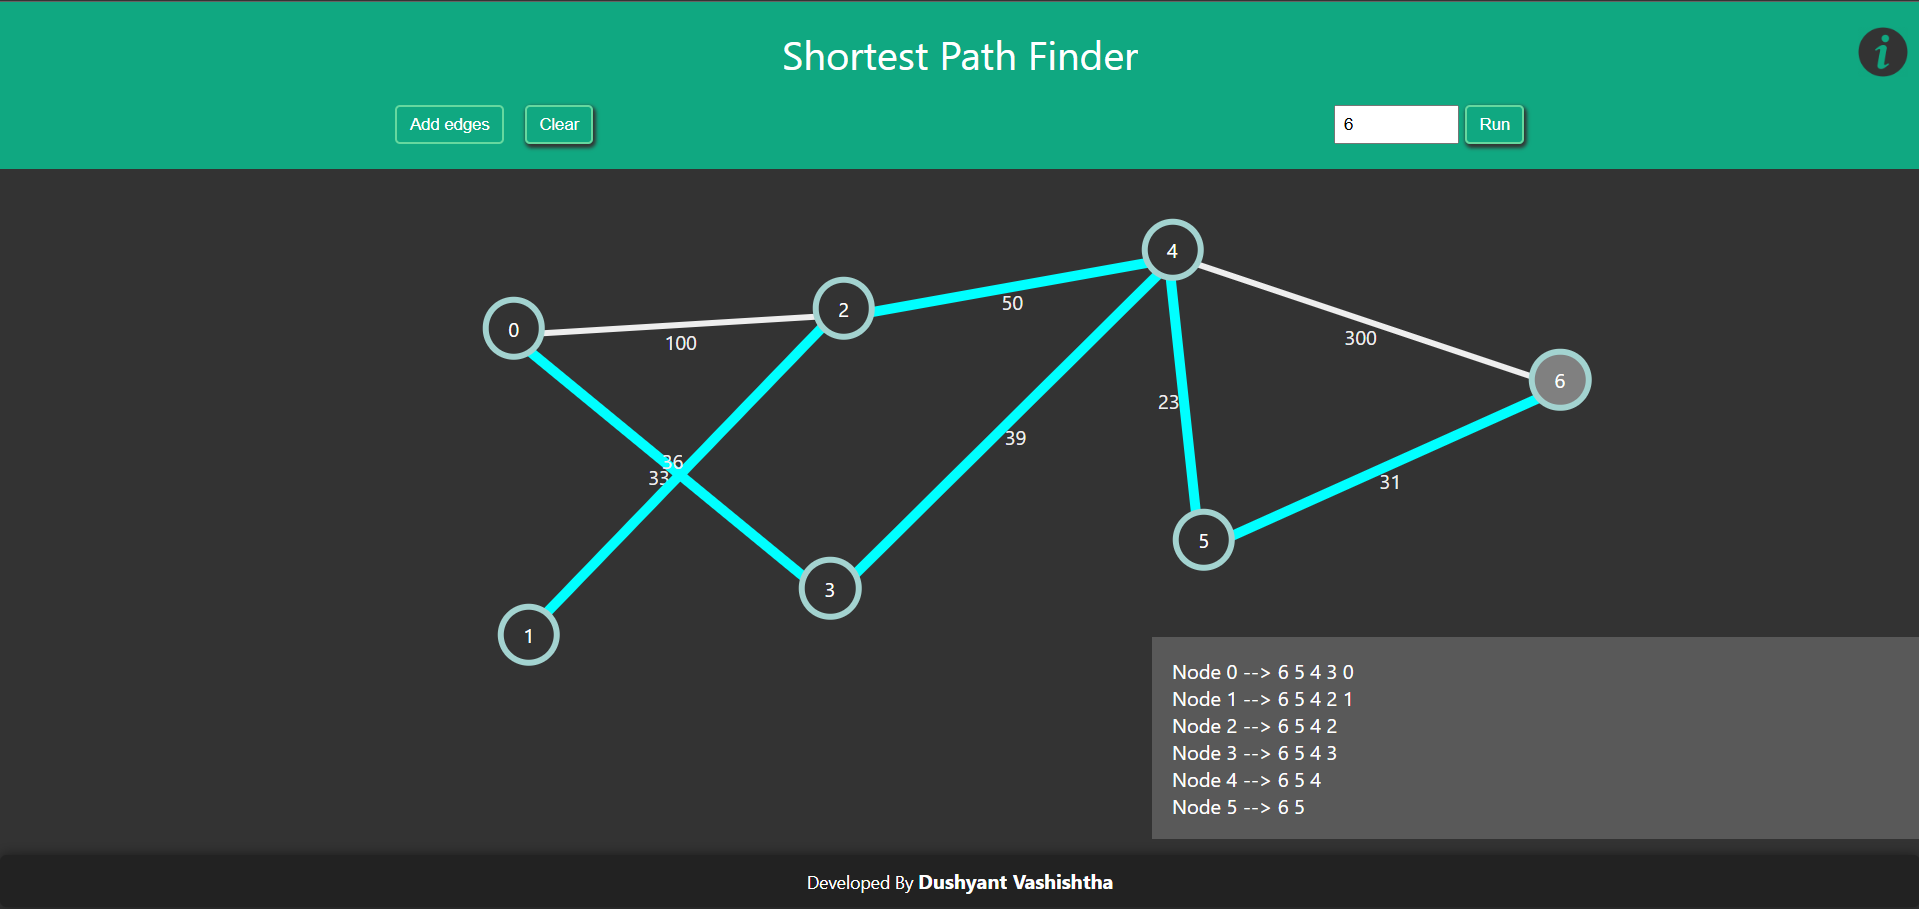 Shortest Path Finder
i
Add edges
Clear
6
Run
4
2
0
50
100
300
6
23
39
36
33
31
5
3
1
Node 0 --> 6 5 4 3 0
Node 1 --> 6 5 4 2 1
Node 2 --> 6 5 4 2
Node 3 --> 6 5 4 3
Node 4 --> 6 5 4
Node 5 --> 6 5
Developed By Dushyant Vashishtha